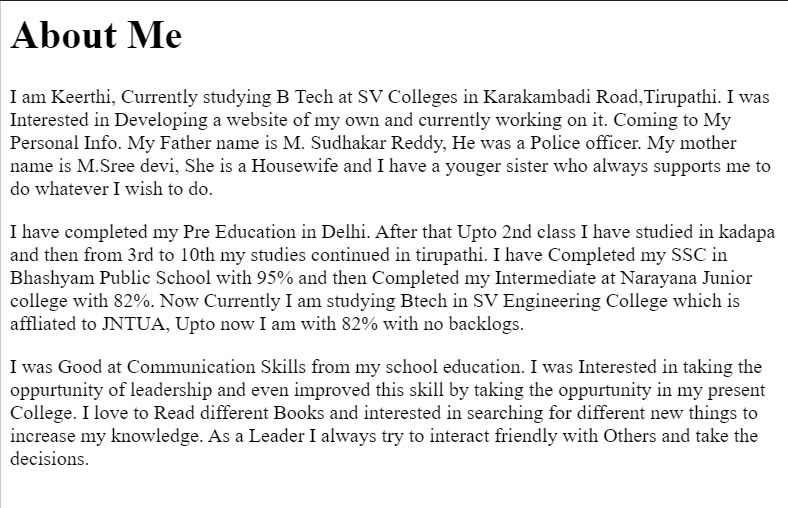 About Me
I am Keerthi, Currently studying B Tech at SV Colleges in Karakambadi Road,Tirupathi. I was
Interested in Developing a website of my own and currently working on it. Coming to My
Personal Info. My Father name is M. Sudhakar Reddy, He was a Police officer. My mother
name is M.Sree devi, She is a Housewife and I have a youger sister who always supports me to
do whatever I wish to do.
I have completed my Pre Education in Delhi. After that Upto 2nd class I have studied in kadapa
and then from 3rd to 10th my studies continued in tirupathi. I have Completed my SSC in
Bhashyam Public School with 95% and then Completed my Intermediate at Narayana Junior
college with 82%. Now Currently I am studying Btech in SV Engineering College which is
affliated to JNTUA, Upto now I am with 82% with no backlogs.
I was Good at Communication Skills from my school education. I was Interested in taking the
oppurtunity of leadership and even improved this skill by taking the oppurtunity in my present
College. I love to Read different Books and interested in searching for different new things to
increase my knowledge. As a Leader I always try to interact friendly with Others and take the
decisions.